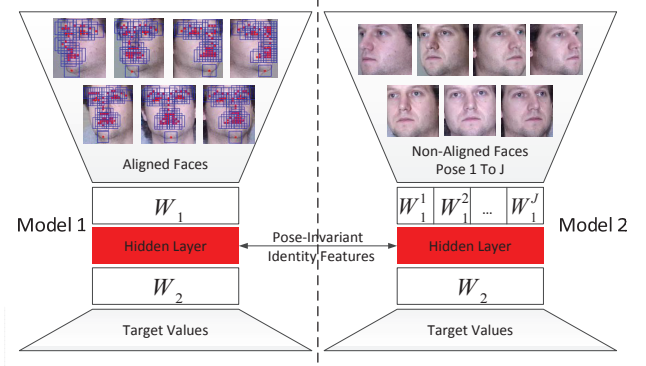 Aligned Faces
W1
Model 1
Hidden Layer
W2
Target Values
Pose-Invariant
Identity Features
Non-Aligned Faces
Pose 1 To J
W11 W12 ... W1J
Model 2
Hidden Layer
W2
Target Values